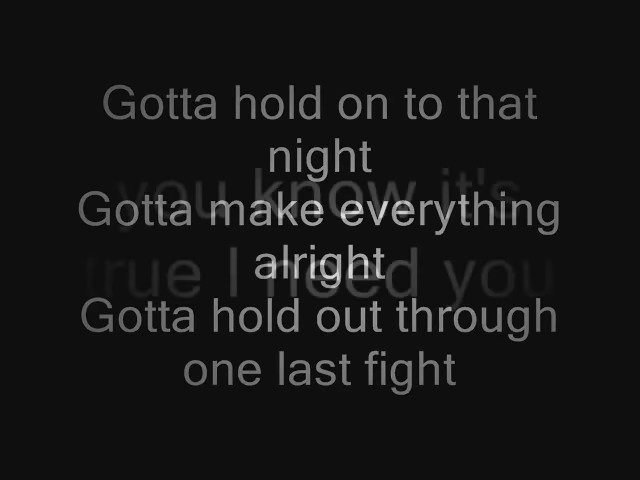 Gotta hold on to that
night
you know it's
Gotta make everything
alright
true I need you
Gotta hold out through
one last fight